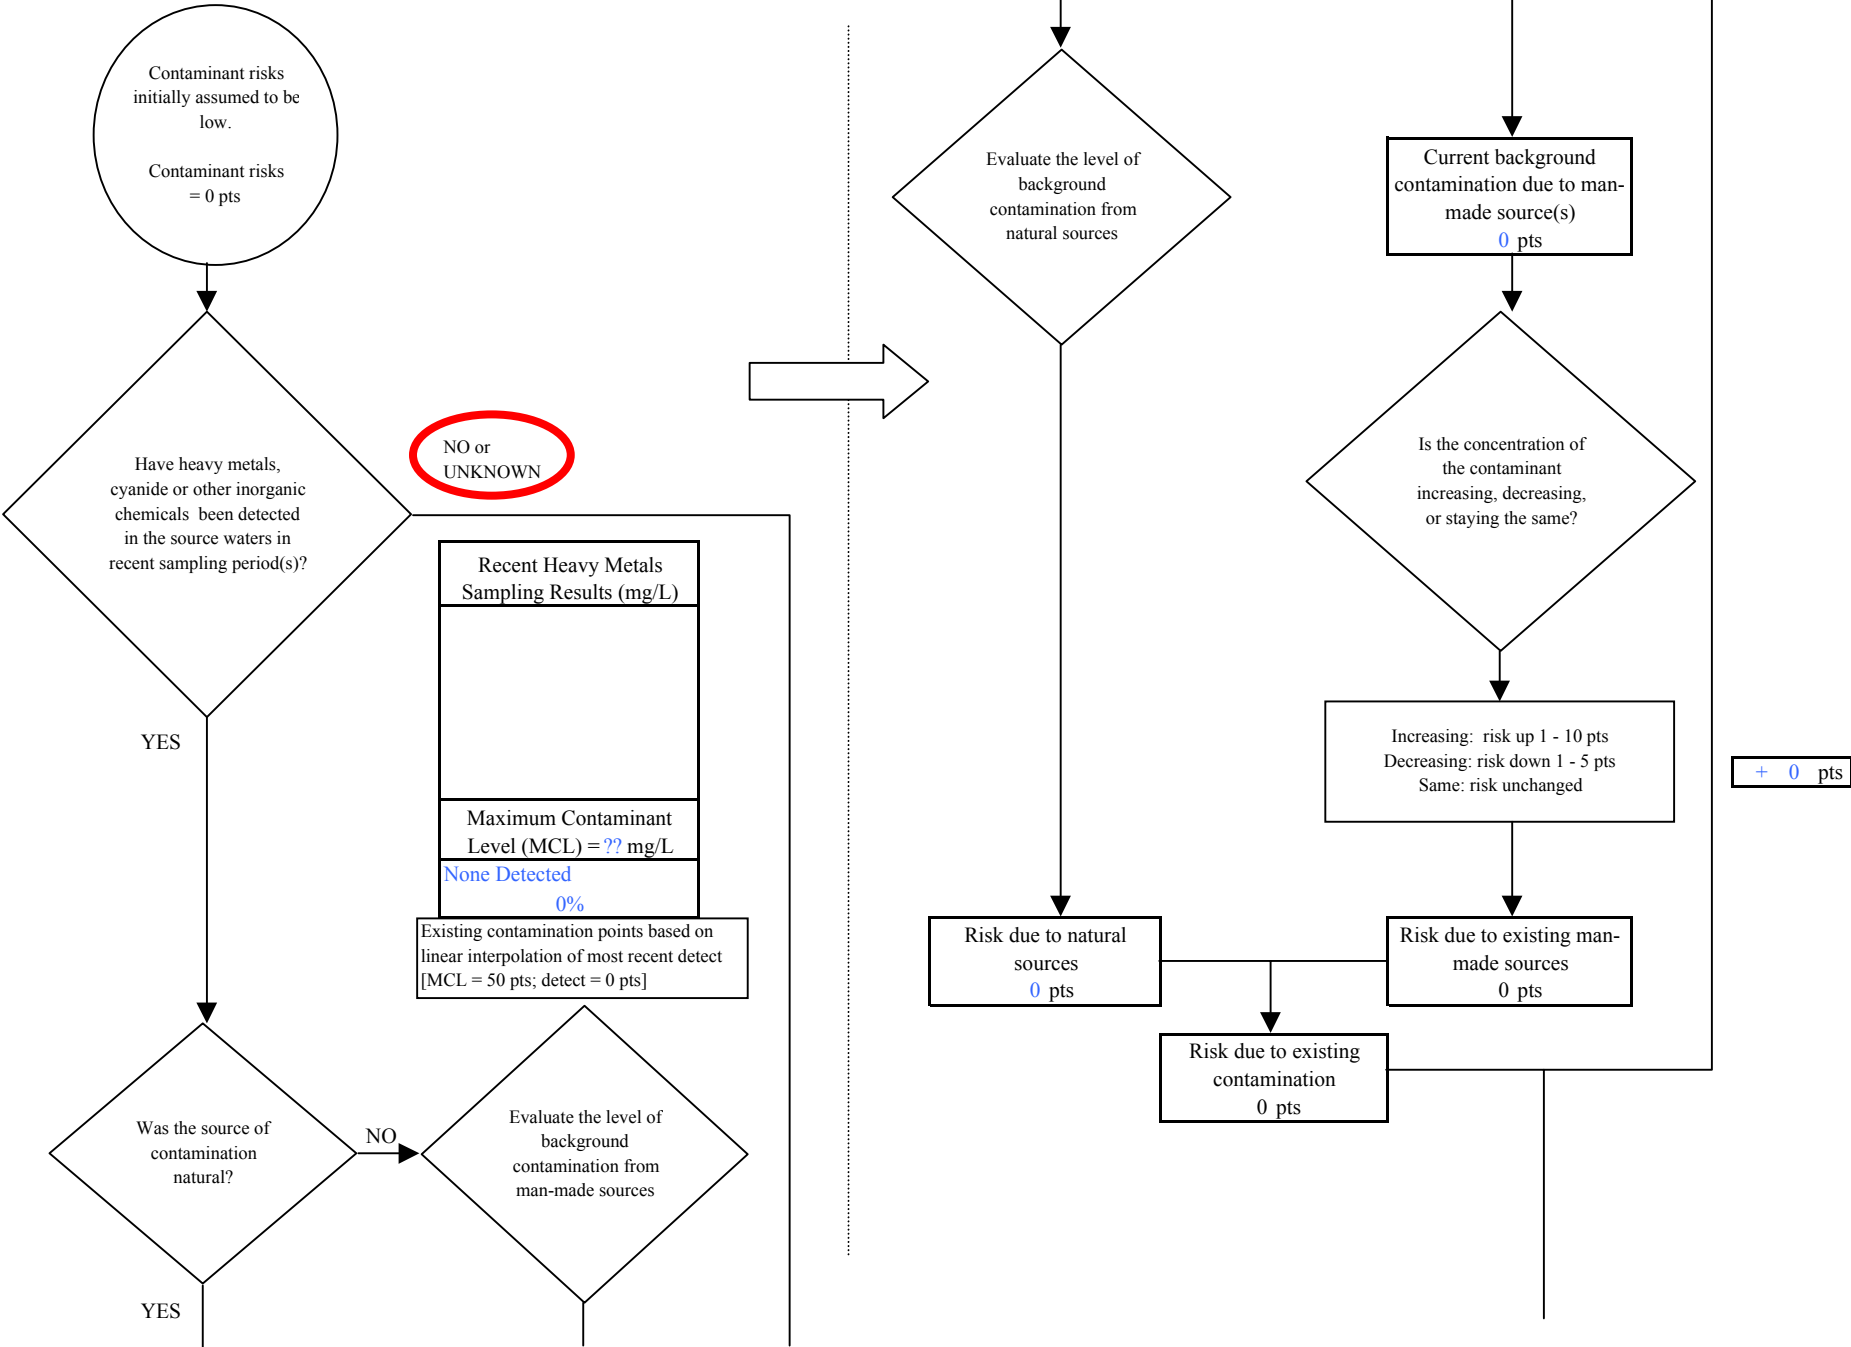 Contaminant risks
initially assumed to be
low.
Contaminant risks
= 0 pts
Have heavy metals,
cyanide or other inorganic
chemicals  been detected
in the source waters in
recent sampling period(s)?
NO or
UNKNOWN
YES
Recent Heavy Metals
Sampling Results (mg/L)
Maximum Contaminant
Level (MCL) = ?? mg/L
None Detected
0%
Existing contamination points based on
linear interpolation of most recent detect
[MCL = 50 pts; detect = 0 pts]
Was the source of
contamination
natural?
NO
YES
Evaluate the level of
background
contamination from
man-made sources
Evaluate the level of
background
contamination from
natural sources
Current background
contamination due to man-
made source(s)
0 pts
Is the concentration of
the contaminant
increasing, decreasing,
or staying the same?
Increasing:  risk up 1 - 10 pts
Decreasing: risk down 1 - 5 pts
Same: risk unchanged
+ 0 pts
Risk due to natural
sources
0 pts
Risk due to existing man-
made sources
0 pts
Risk due to existing
contamination
0 pts